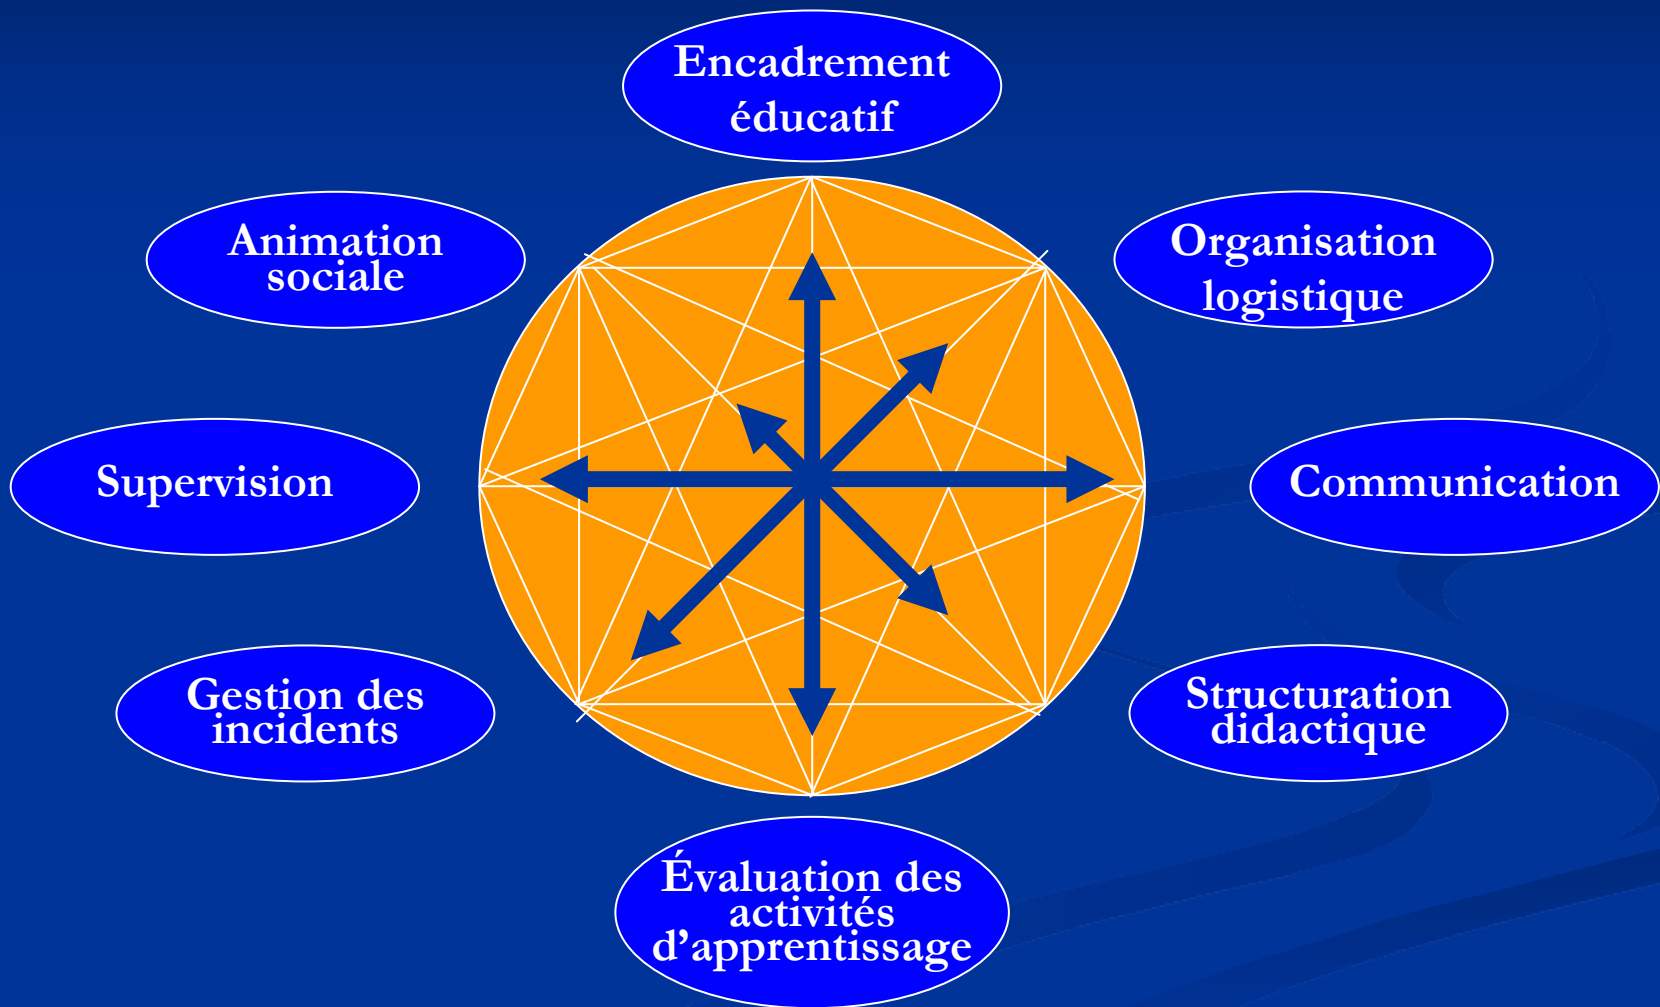 Encadrement
éducatif
Animation
sociale
Organisation
logistique
Supervision
Communication
Gestion des
incidents
Structuration
didactique
Évaluation des
activités
d’apprentissage